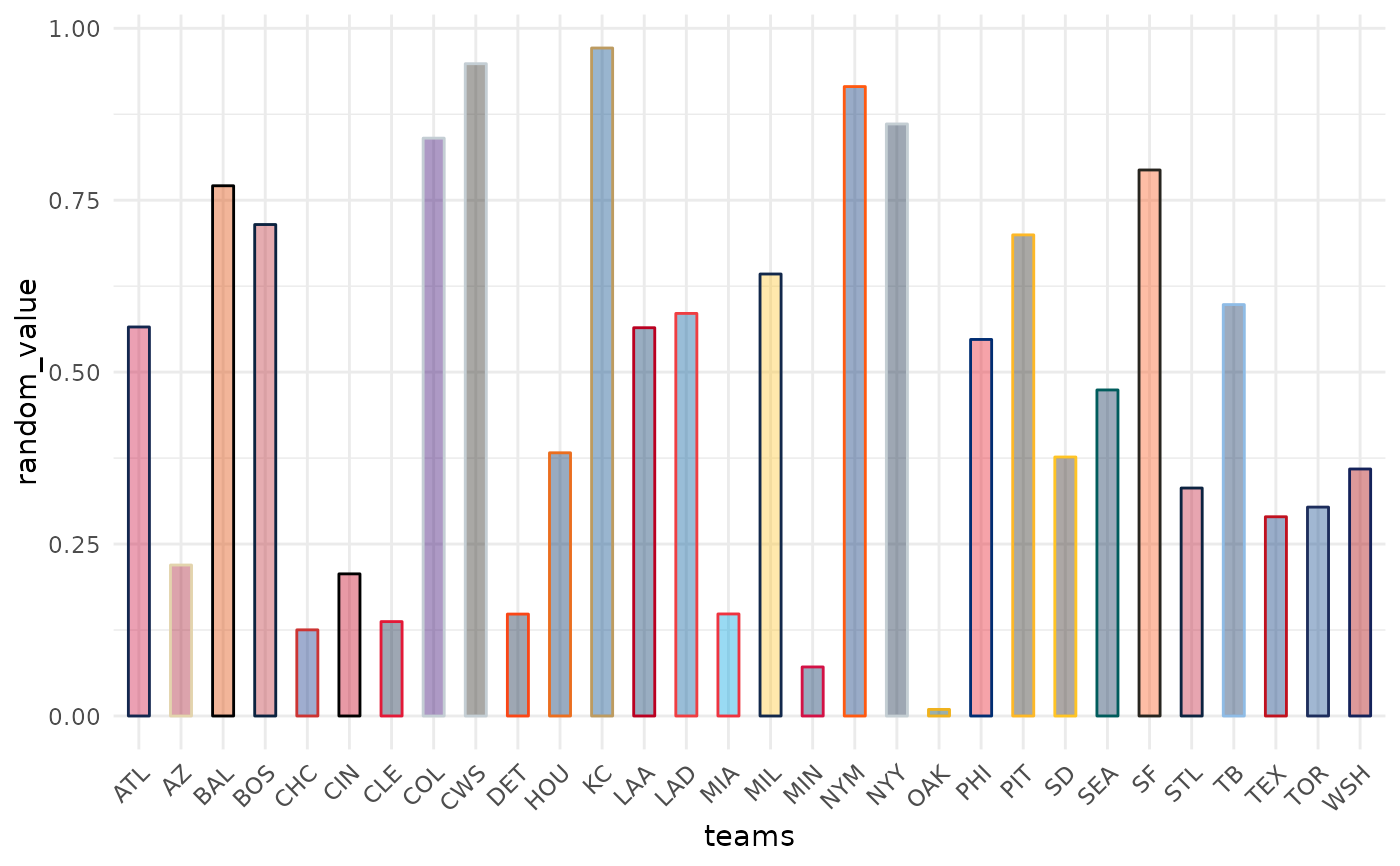 1.00
0.75
0.50
0.25
0.00
random_value
ATL AZ BAL BOS CHC CIN CLE COL CWS DET HOU KC LAA LAD MIA MIL MIN NYM NYY OAK PHI PIT SD SEA SF STL TB TEX TOR WSH
teams